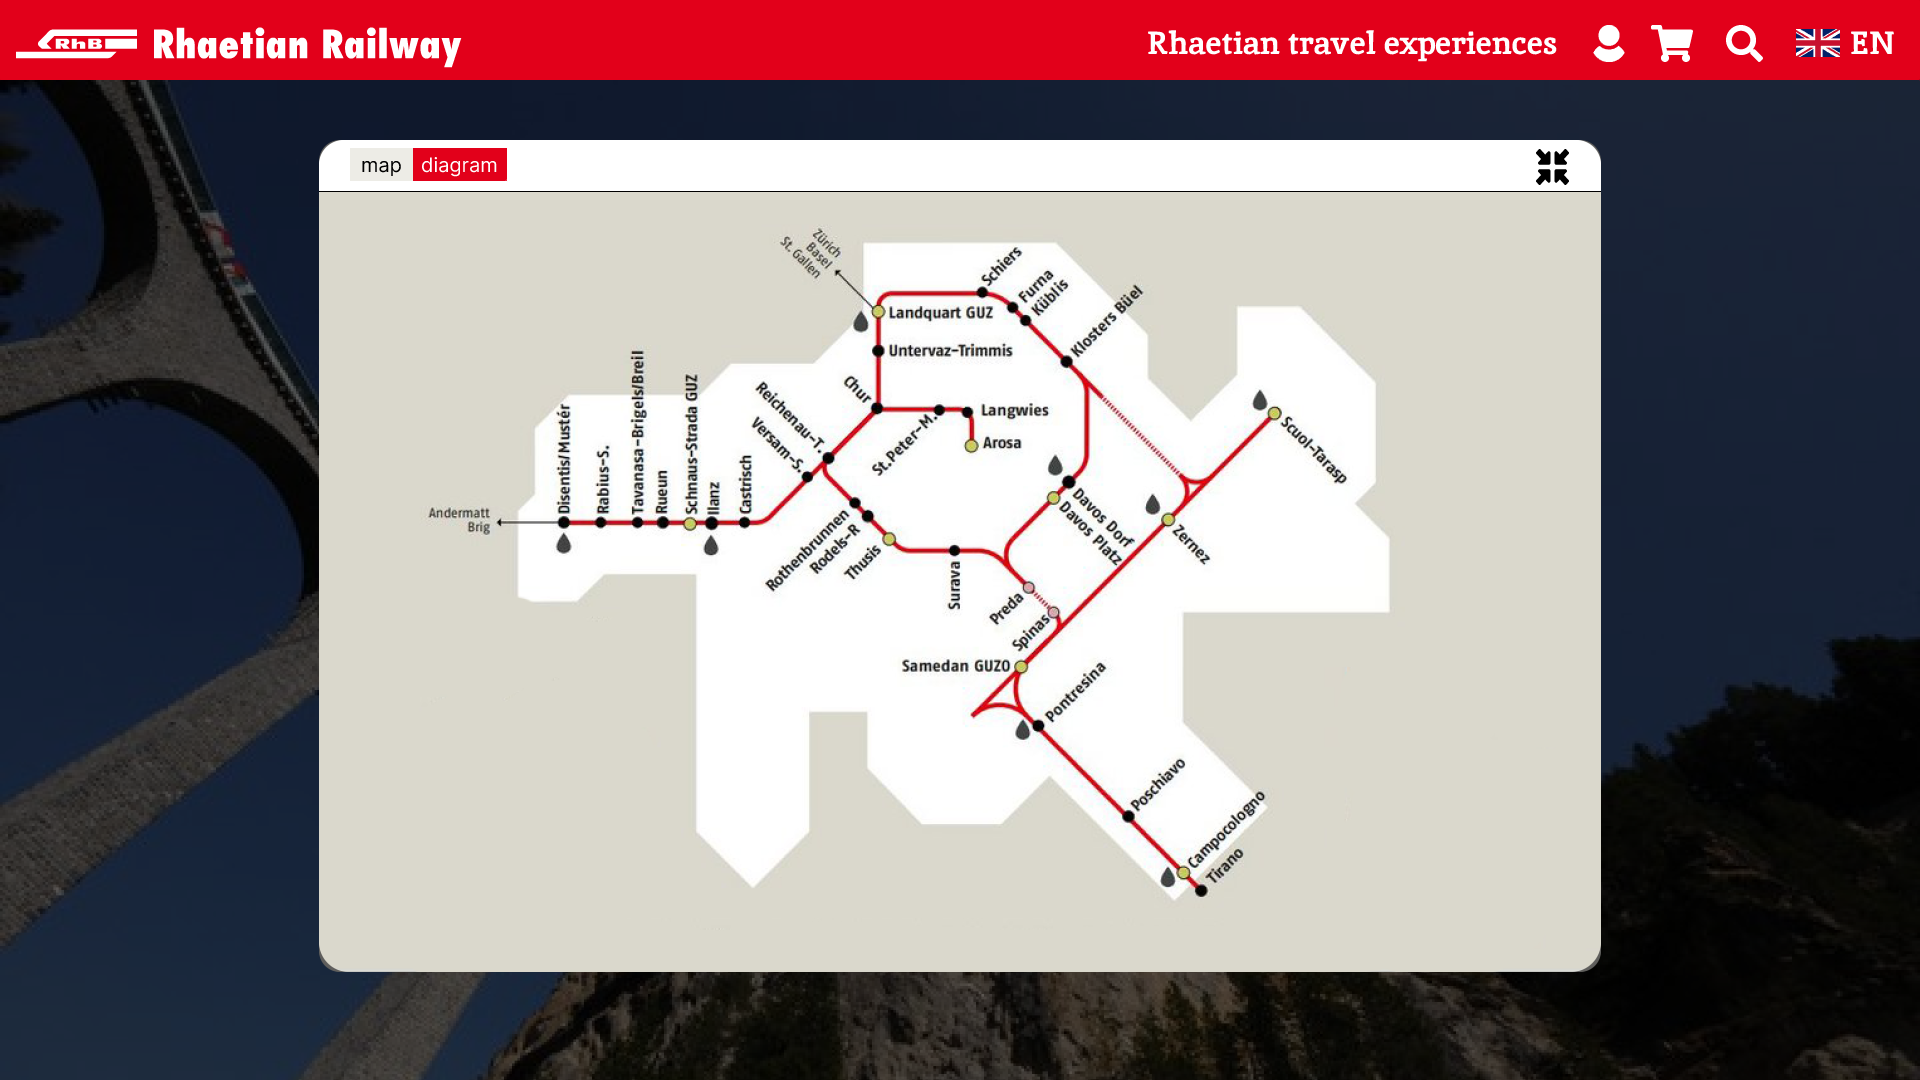 RhB Rhaetian Railway
Rhaetian travel experiences
EN
map
diagram
Zürich
Basel
St. Gallen
Schiers
Furna
Küblis
Klosters Büel
Landquart GUZ
Untervaz-Trimmis
Chur
Reichenau-T.
Versam-S.
St.Peter-M.
Langwies
Arosa
Disentis/Mustér
Rabius-S.
Tavanasa-Brigels/Breil
Rueun
Schnaus-Strada GUZ
Ilanz
Castrisch
Andermatt
Brig
Rothenbrunnen
Rodels-R
Thusis
Surava
Davos Dorf
Davos Platz
Scuol-Tarasp
Zernez
Preda
Spinas
Samedan GUZO
Pontresina
Poschiavo
Campocologno
Tirano